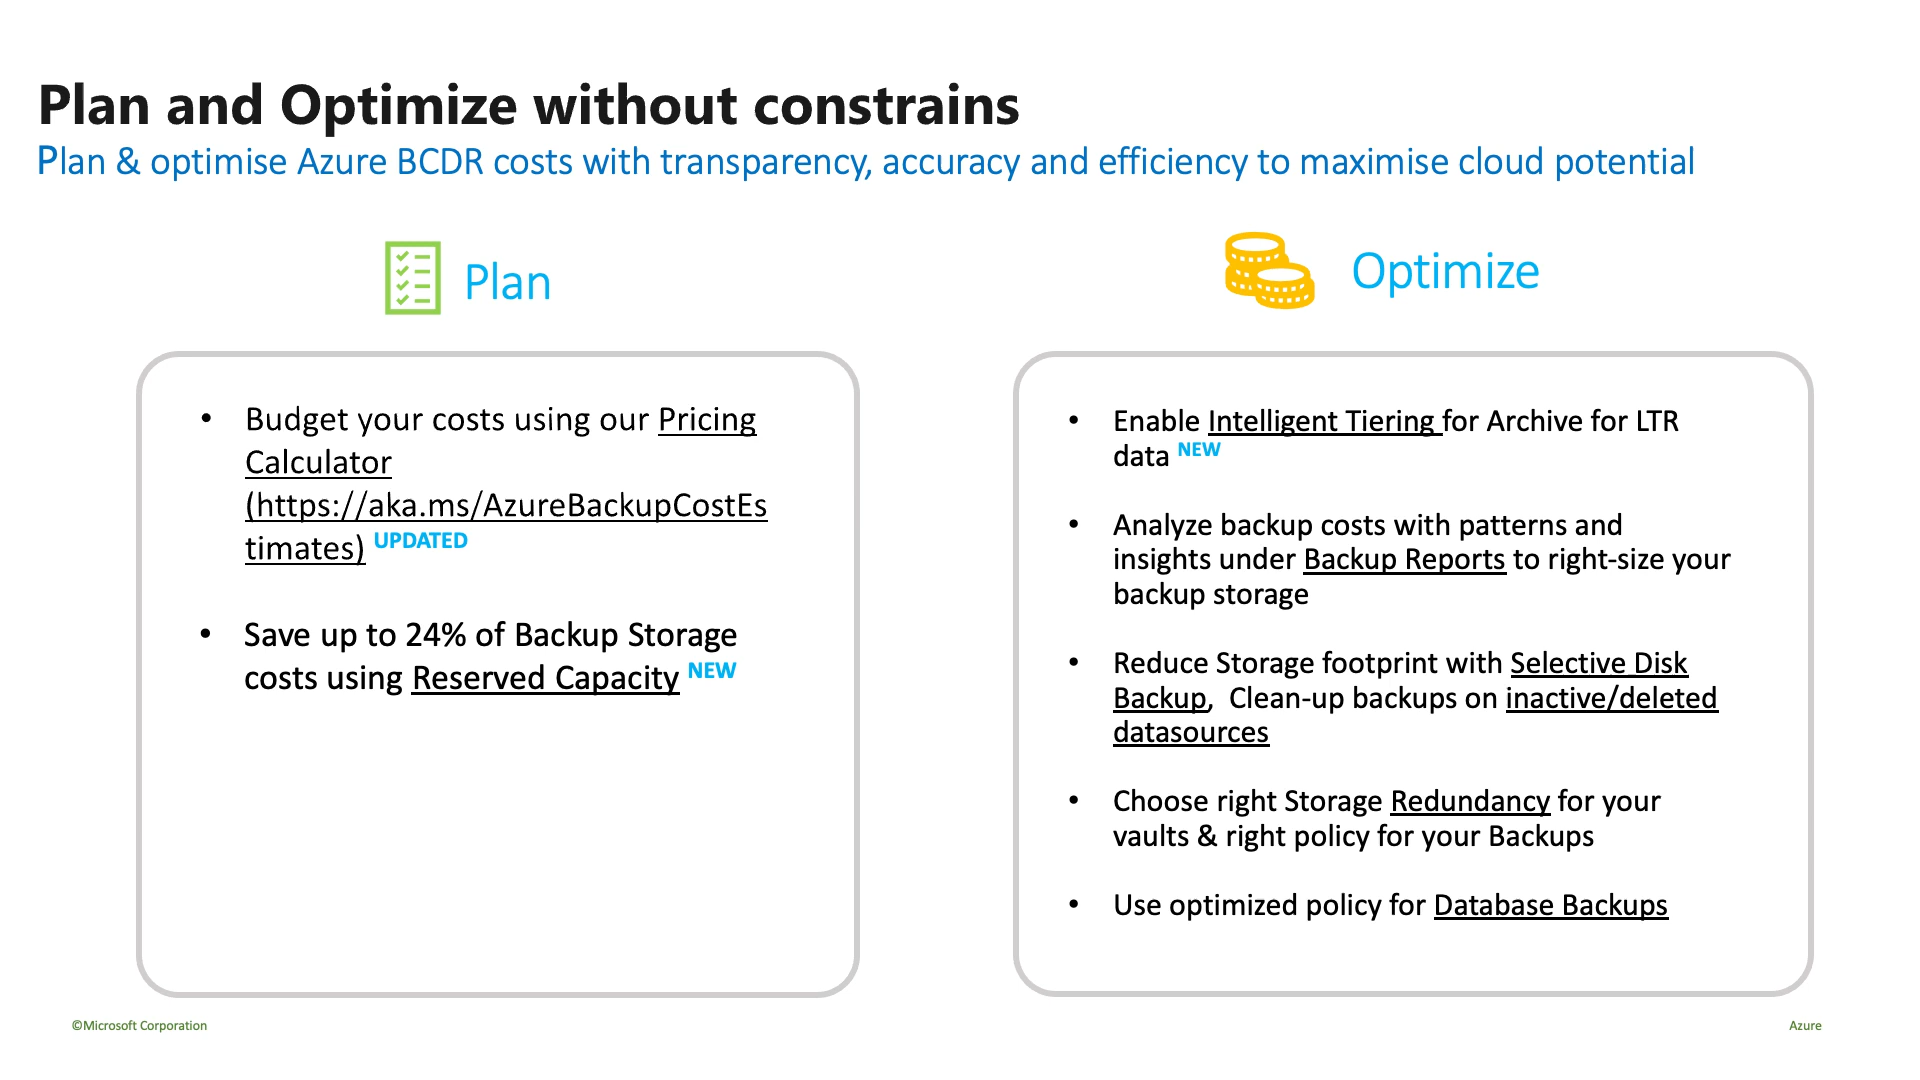 Plan and Optimize without constrains
Plan & optimise Azure BCDR costs with transparency, accuracy and efficiency to maximise cloud potential
Plan
• Budget your costs using our Pricing
Calculator
(https://aka.ms/AzureBackupCostEs
timates) UPDATED
• Save up to 24% of Backup Storage
costs using Reserved Capacity NEW
Optimize
• Enable Intelligent Tiering for Archive for LTR
data NEW
• Analyze backup costs with patterns and
insights under Backup Reports to right-size your
backup storage
• Reduce Storage footprint with Selective Disk
Backup,  Clean-up backups on inactive/deleted
datasources
• Choose right Storage Redundancy for your
vaults & right policy for your Backups
• Use optimized policy for Database Backups
©Microsoft Corporation
Azure